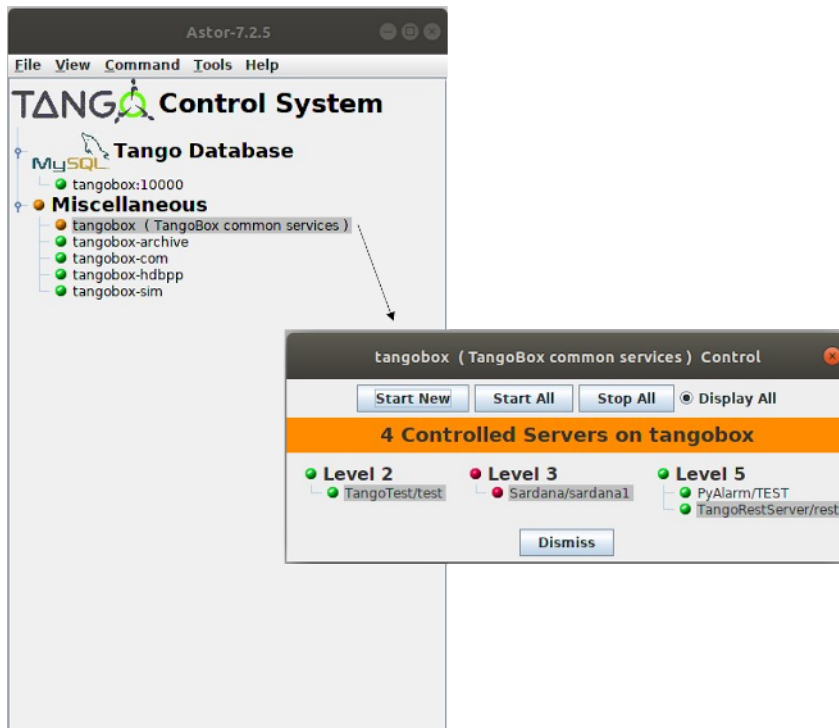 Astor-7.2.5
File View Command Tools Help
TANGO Control System
MySQL Tango Database
tangobox:10000
Miscellaneous
tangobox ( TangoBox common services )
tangobox-archive
tangobox-com
tangobox-hdbpp
tangobox-sim
tangobox ( TangoBox common services ) Control
Start New Start All Stop All Display All
4 Controlled Servers on tangobox
Level 2 Level 3 Level 5
TangoTest/test Sardana/sardana1 PyAlarm/TEST
TangoRestServer/rest
Dismiss